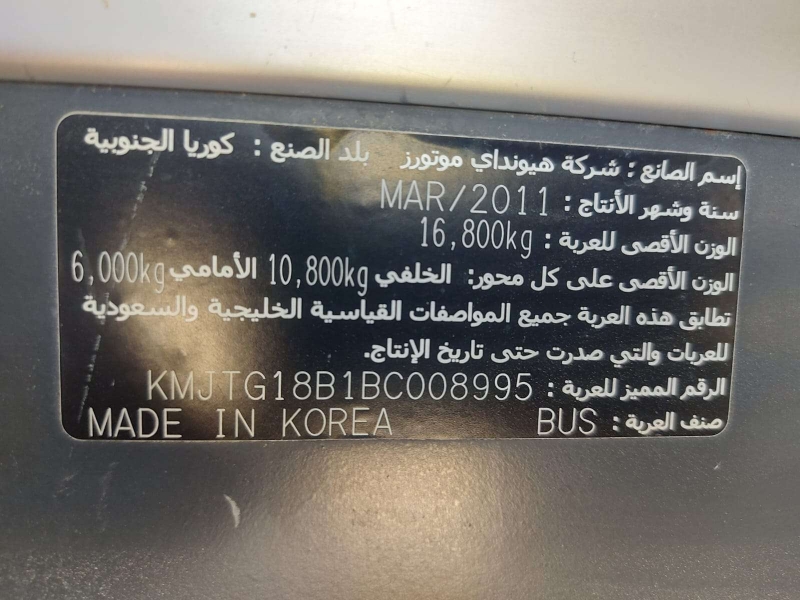 إسم الصانع : شركة هيونداي موتورز بلد الصنع : كوريا الجنوبية
سنة وشهر الأنتاج : MAR/2011
الوزن الأقصى للعربة : 16,800kg
الوزن الأقصى على كل محور: الخلفي 10,800kg الأمامي 6,000kg
تطابق هذه العربة جميع المواصفات القياسية الخليجية والسعودية
للعربات والتي صدرت حتى تاريخ الإنتاج.
الرقم المميز للعربة : KMJTG18B1BC008995
صنف العربة : BUS MADE IN KOREA